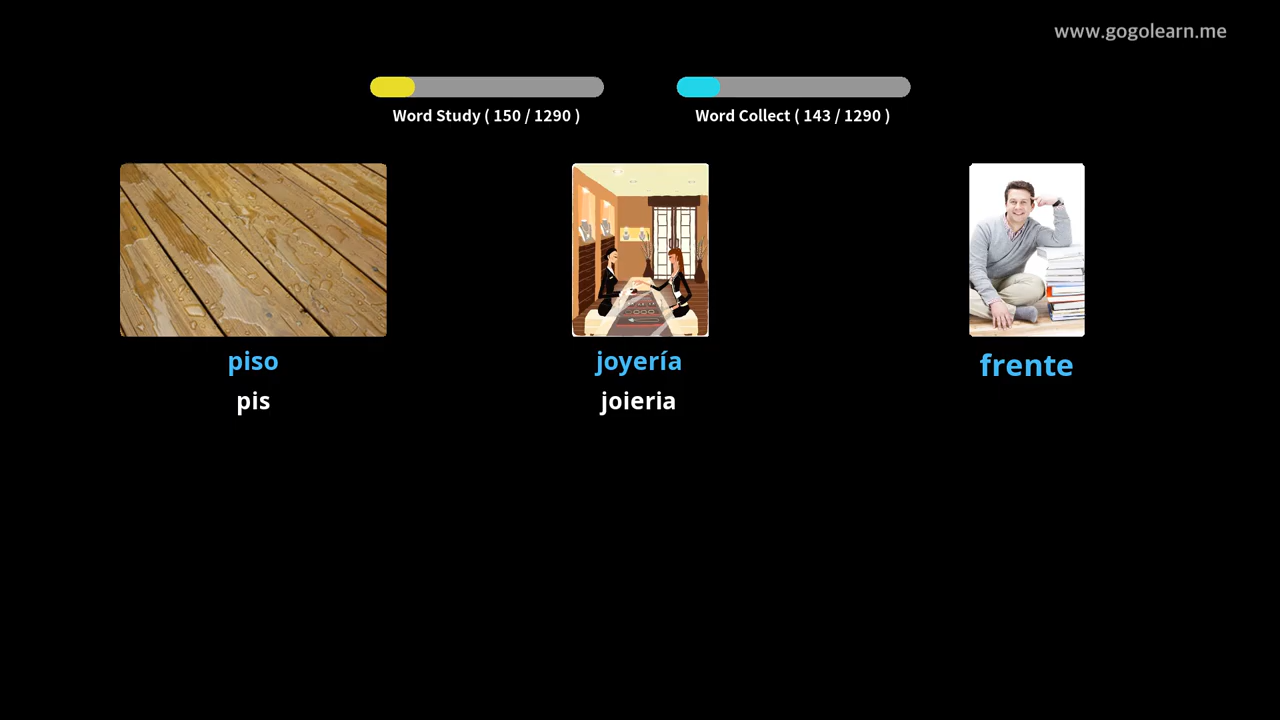 www.gogolearn.me
Word Study ( 150 / 1290 )
Word Collect ( 143 / 1290 )
piso
joyería
frente
pis
joieria